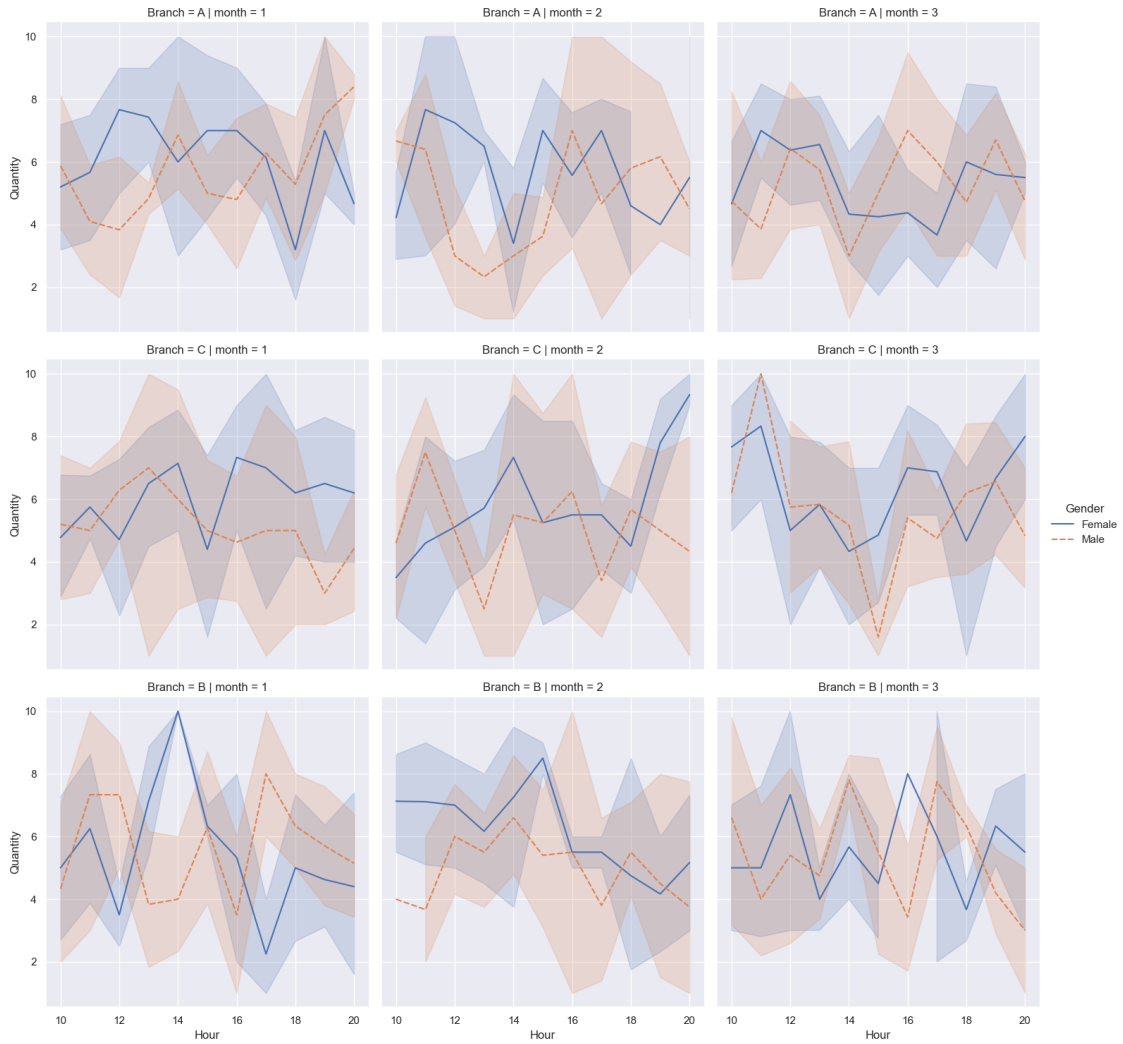 Branch = A | month = 1
Branch = A | month = 2
Branch = A | month = 3
10
8
6
4
2
Quantity
Branch = C | month = 1
Branch = C | month = 2
Branch = C | month = 3
10
8
6
4
2
Quantity
Gender
Female
Male
Branch = B | month = 1
Branch = B | month = 2
Branch = B | month = 3
10
8
6
4
2
Quantity
10 12 14 16 18 20
10 12 14 16 18 20
10 12 14 16 18 20
Hour
Hour
Hour